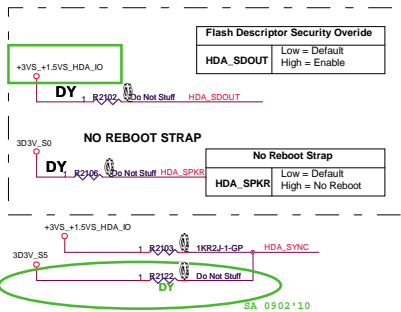 Flash Descriptor Security Overide
HDA_SDOUT
Low = Default
High = Enable
+3VS_+1.5VS_HDA_IO
DY
1 R2102 Do Not Stuff HDA_SDOUT
NO REBOOT STRAP
3D3V_S0
DY
1 R2106 Do Not Stuff HDA_SPKR
No Reboot Strap
HDA_SPKR
Low = Default
High = No Reboot
+3VS_+1.5VS_HDA_IO
1 R2103 1KR2J-1-GP HDA_SYNC
3D3V_S5
1 R2122 Do Not Stuff
DY
SA 0902'10